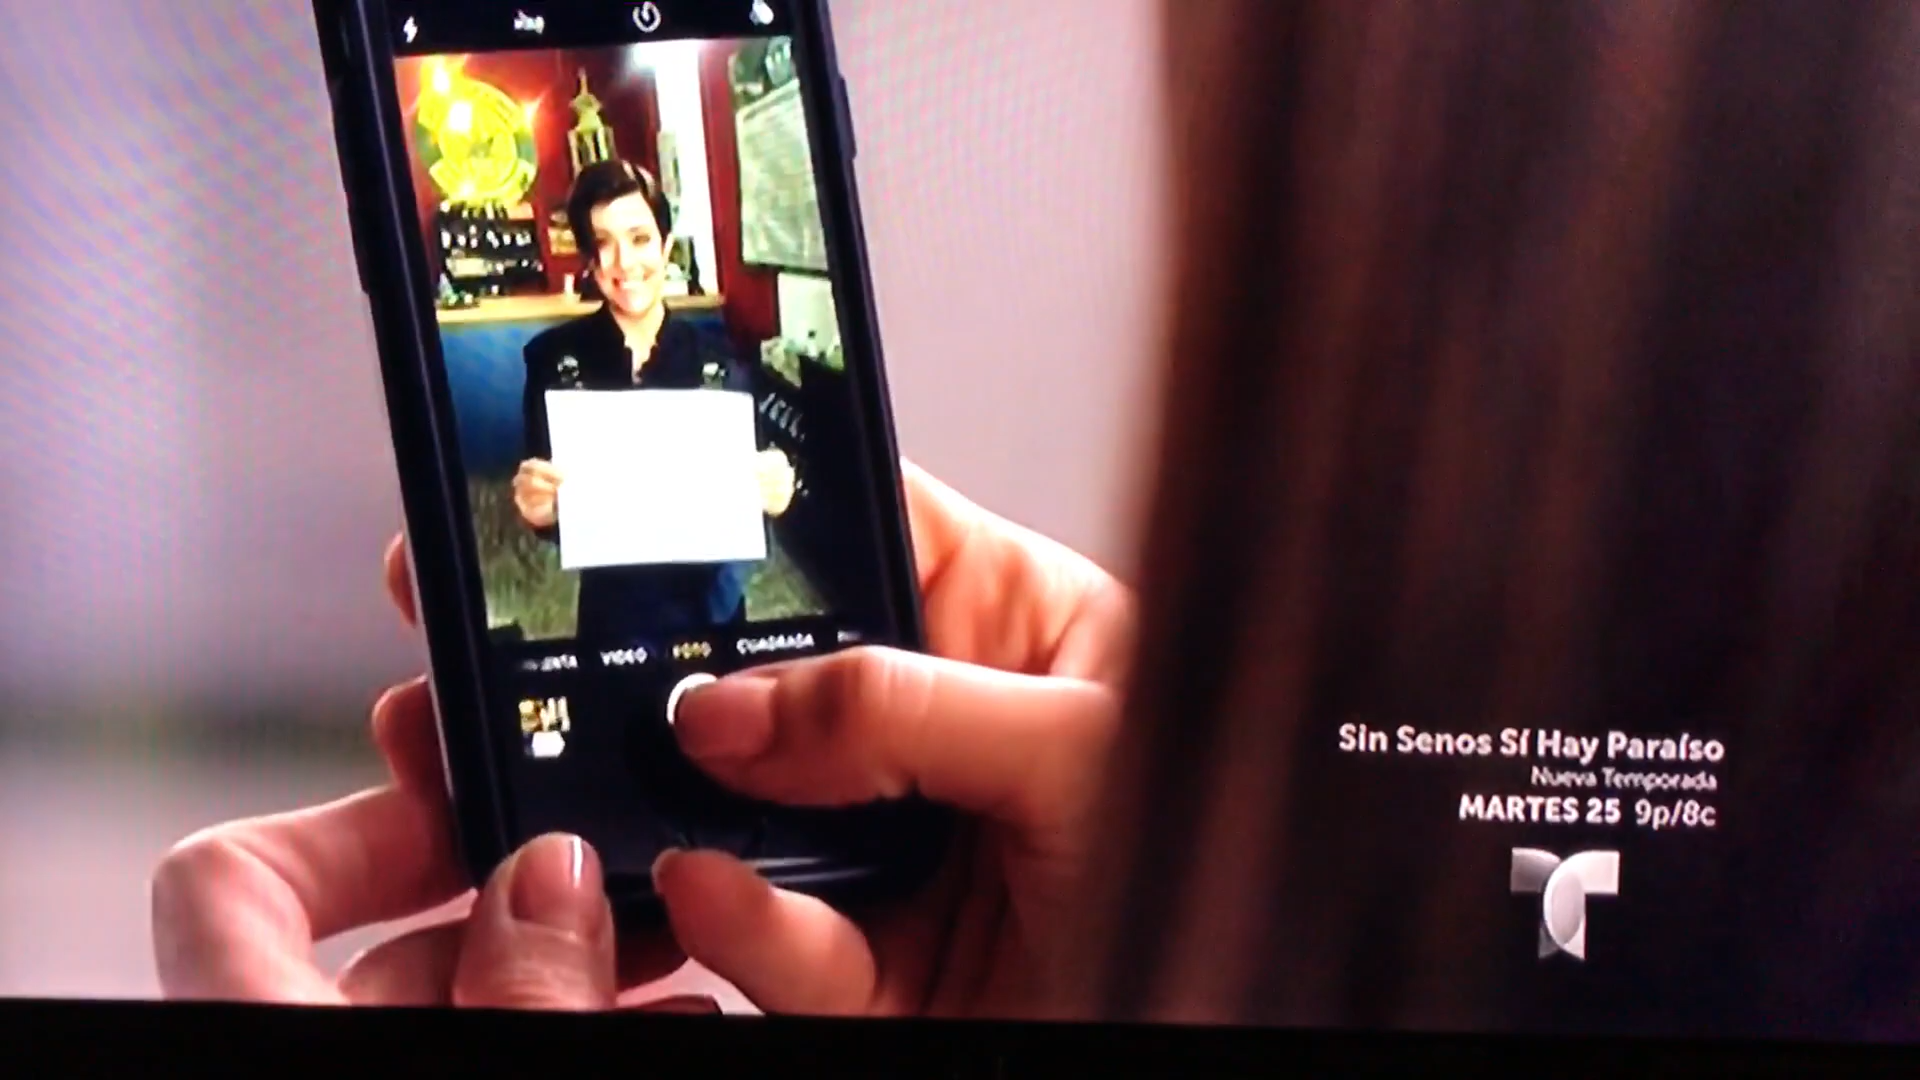 VIDEO FOTO CUADRADA
Sin Senos Sí Hay Paraíso
Nueva Temporada
MARTES 25 9p/8c